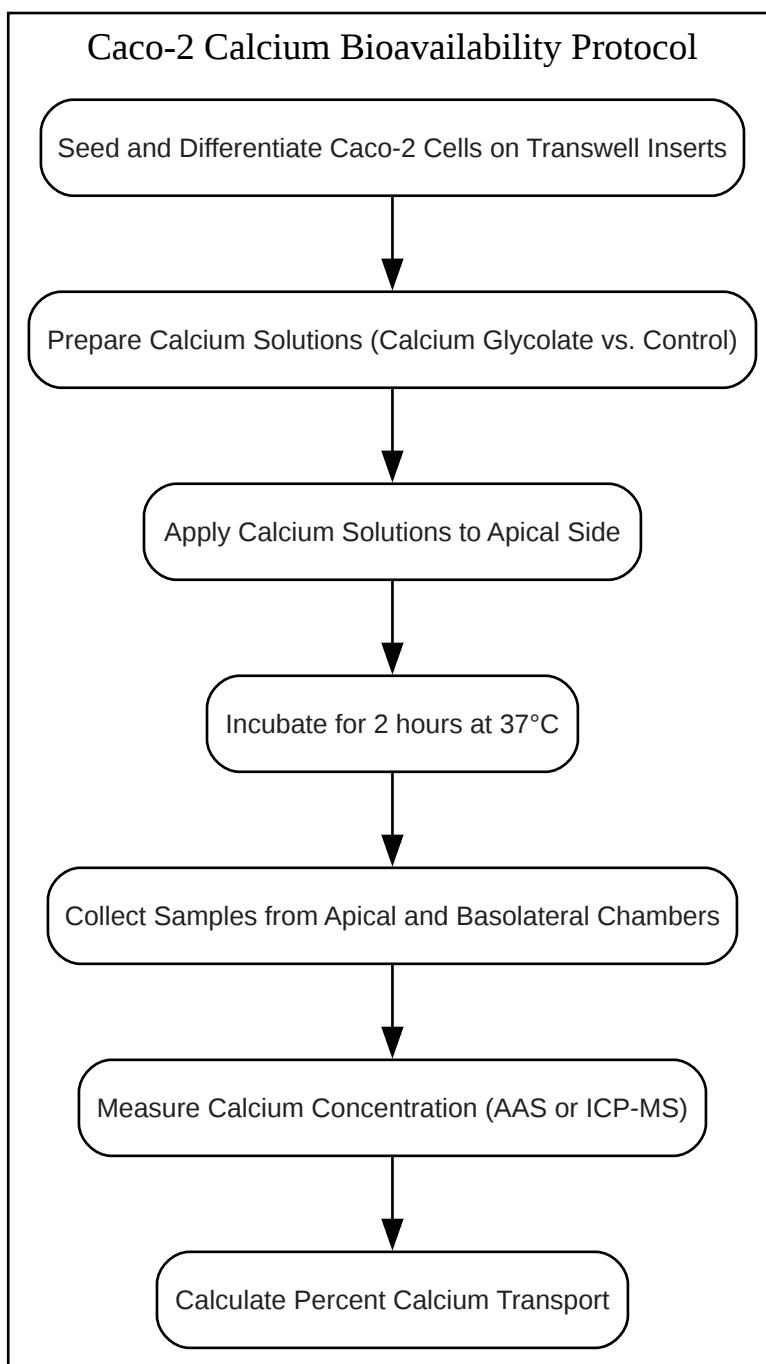 Caco-2 Calcium Bioavailability Protocol
Seed and Differentiate Caco-2 Cells on Transwell Inserts
Prepare Calcium Solutions (Calcium Glycolate vs. Control)
Apply Calcium Solutions to Apical Side
Incubate for 2 hours at 37°C
Collect Samples from Apical and Basolateral Chambers
Measure Calcium Concentration (AAS or ICP-MS)
Calculate Percent Calcium Transport